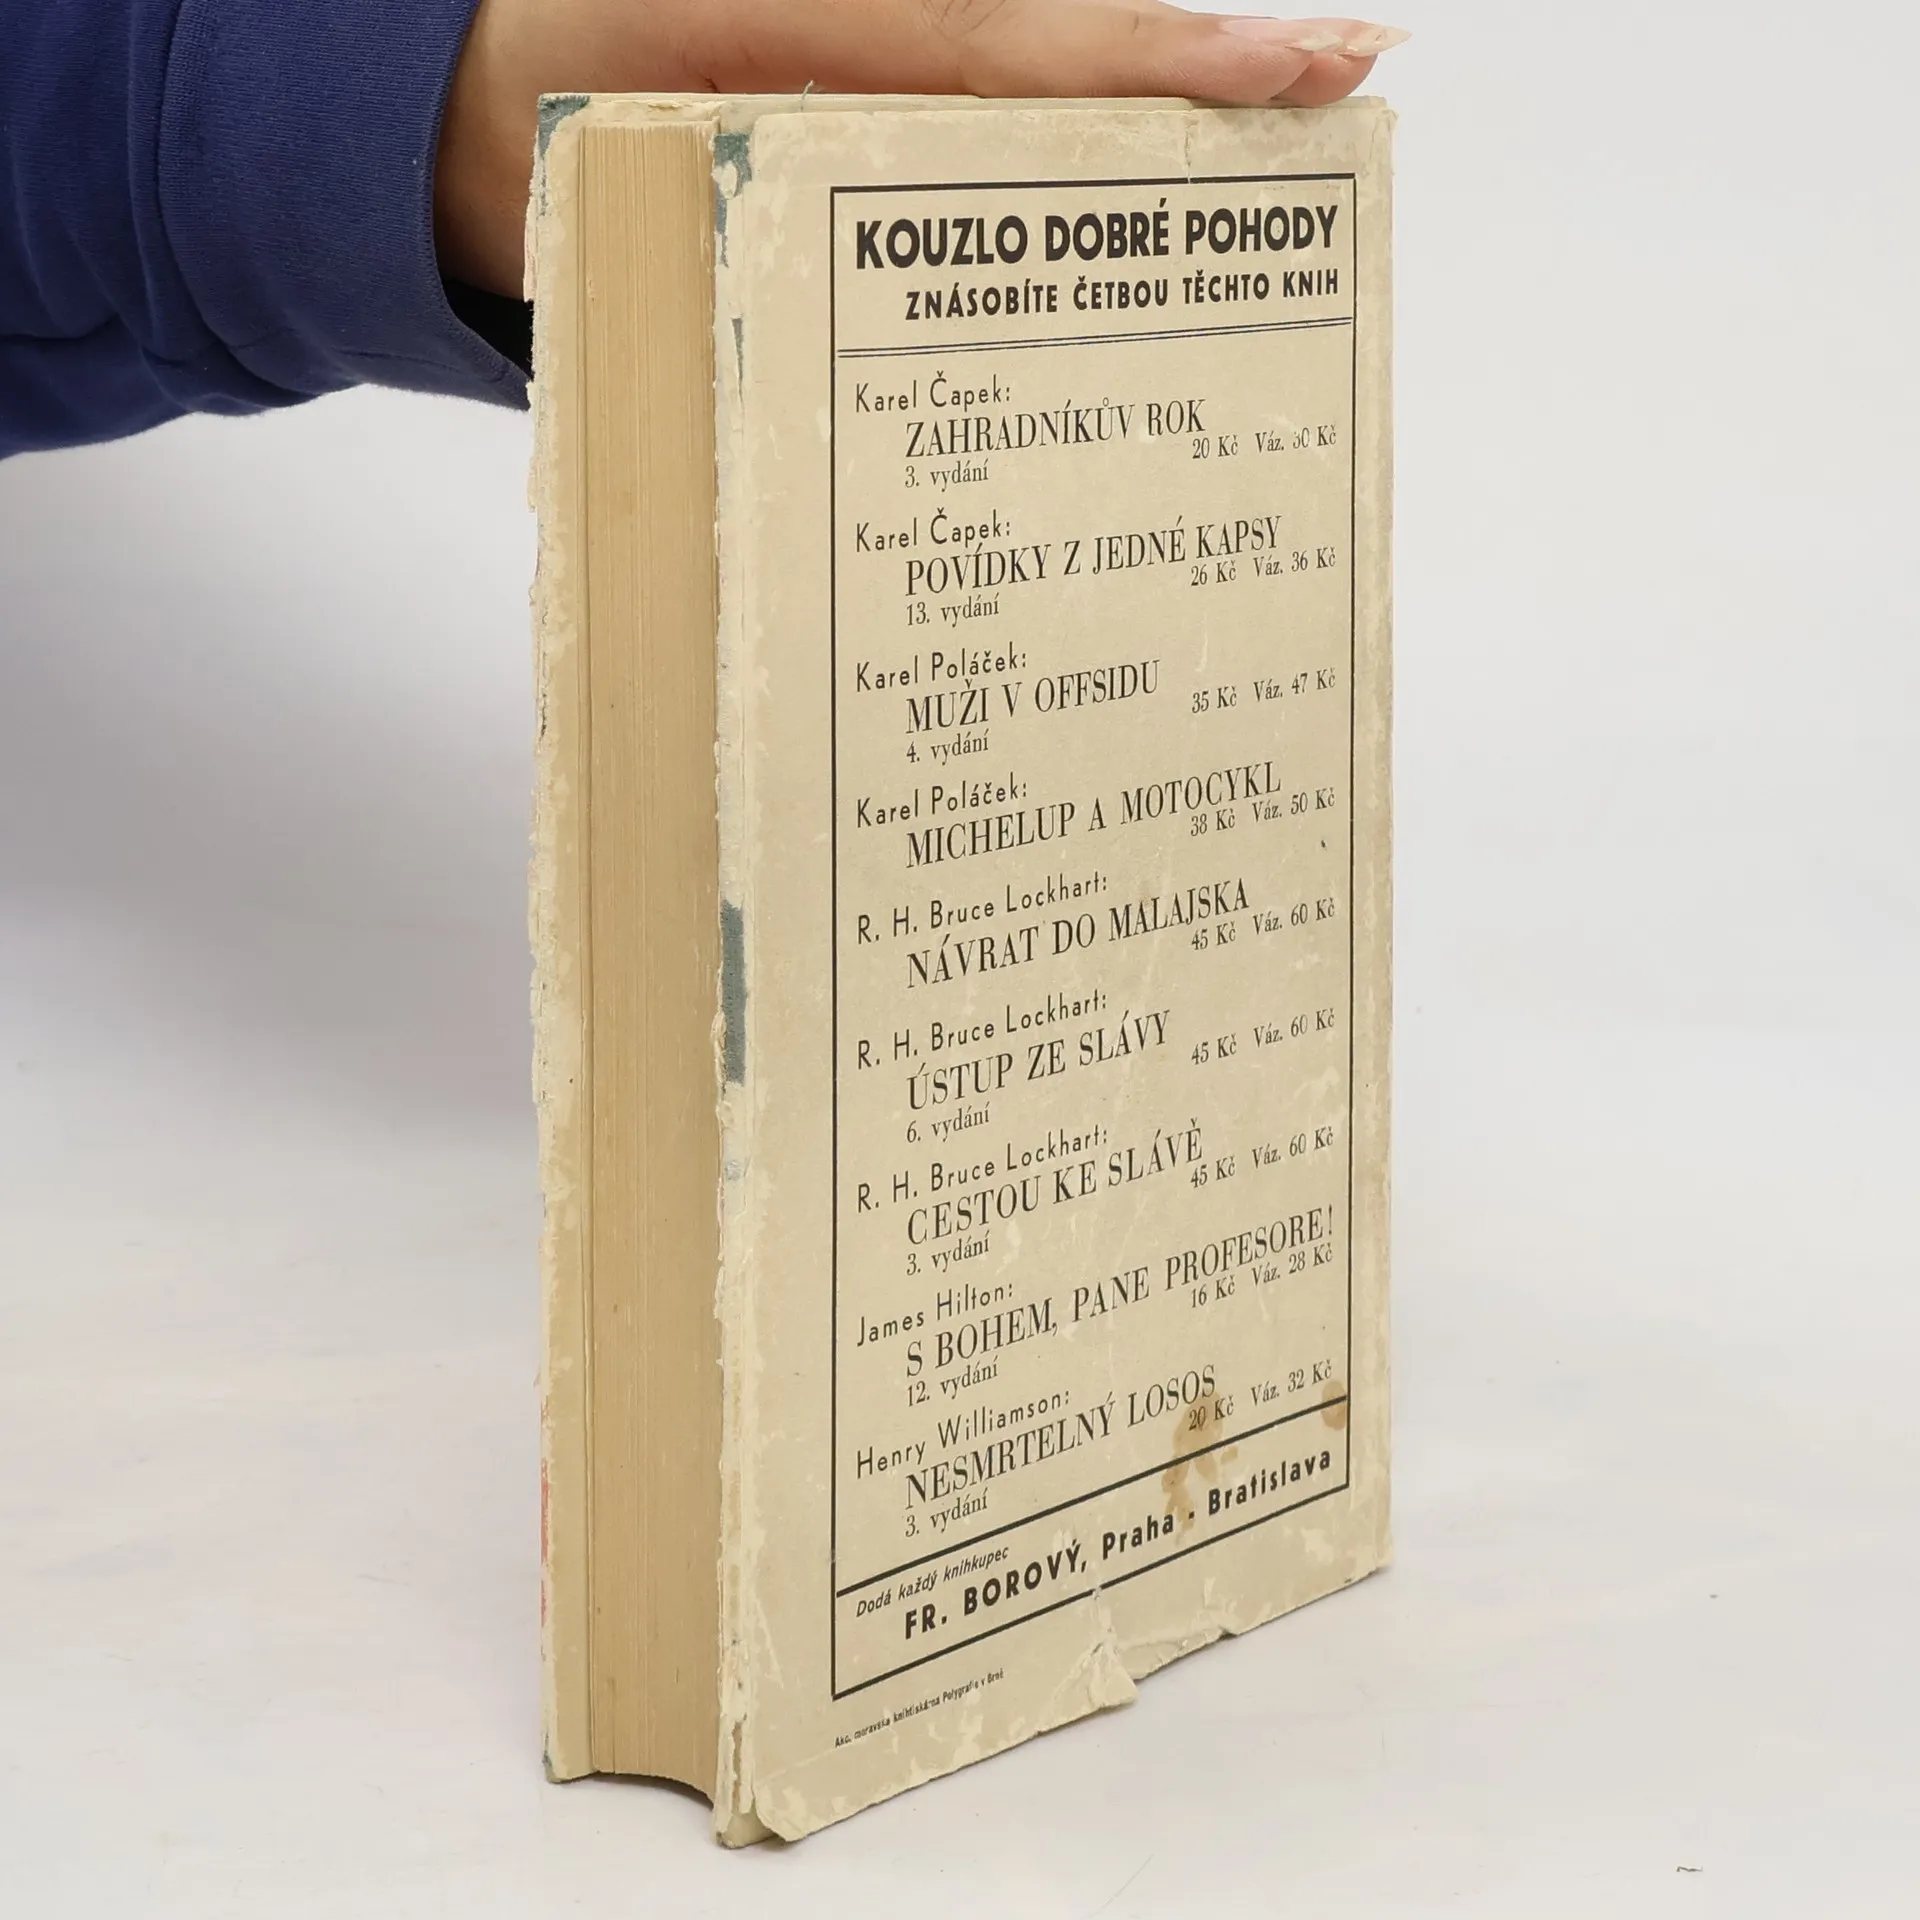 KOUZLO DOBRÉ POHODY
ZNÁSOBÍTE ČETBOU TĚCHTO KNIH
Karel Čapek:
ZAHRADNÍKŮV ROK
20 Kč Váz. 30 Kč
3. vydání
Karel Čapek:
POVÍDKY Z JEDNÉ KAPSY
26 Kč Váz. 36 Kč
13. vydání
Karel Poláček:
MUŽI V OFFSIDU
35 Kč Váz. 47 Kč
4. vydání
Karel Poláček:
MICHELUP A MOTOCYKL
38 Kč Váz. 50 Kč
R. H. Bruce Lockhart:
NÁVRAT DO MALAJSKA
45 Kč Váz. 60 Kč
R. H. Bruce Lockhart:
ÚSTUP ZE SLÁVY
45 Kč Váz. 60 Kč
6. vydání
R. H. Bruce Lockhart:
CESTOU KE SLÁVĚ
45 Kč Váz. 60 Kč
3. vydání
James Hilton:
S BOHEM, PANE PROFESORE!
16 Kč Váz. 28 Kč
12. vydání
Henry Williamson:
NESMRTELNÝ LOSOS
20 Kč Váz. 32 Kč
3. vydání
Dodá každý knihkupec
FR. BOROVÝ, Praha - Bratislava
Akc. moravská knihtiskárna Polygrafie v Brně